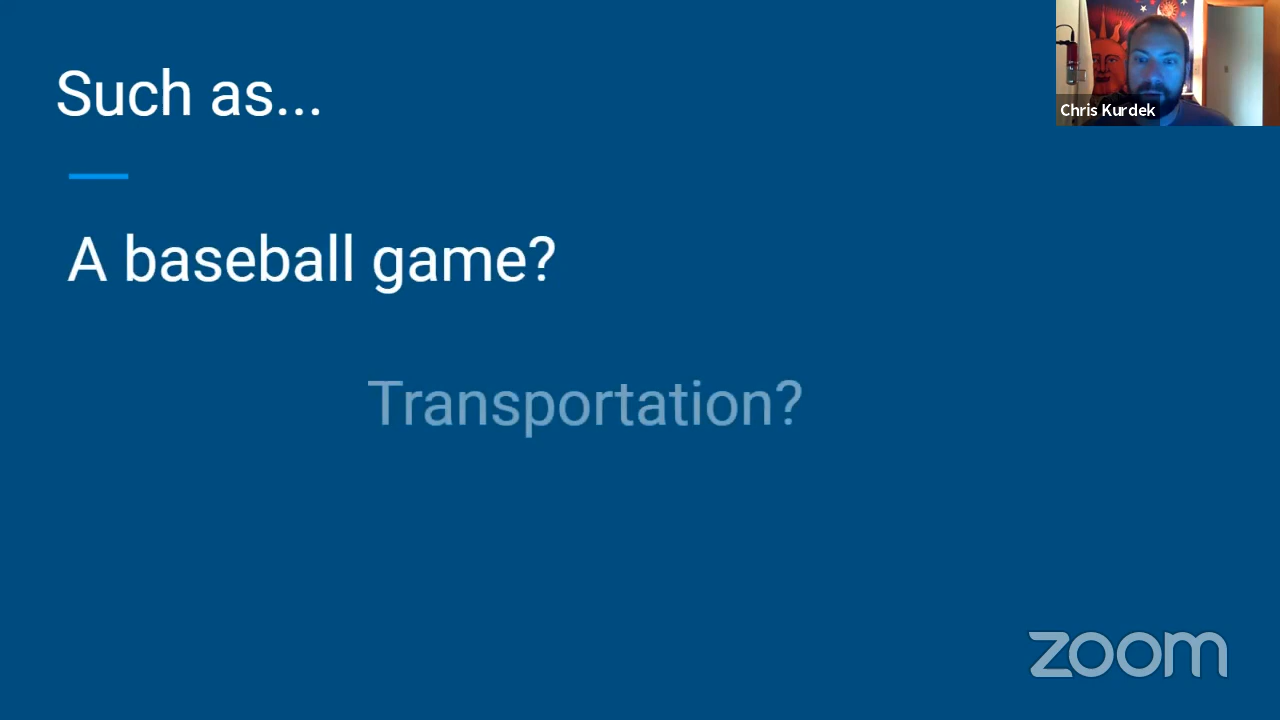 Such as...
Chris Kurdek
A baseball game?
Transportation?
zoom